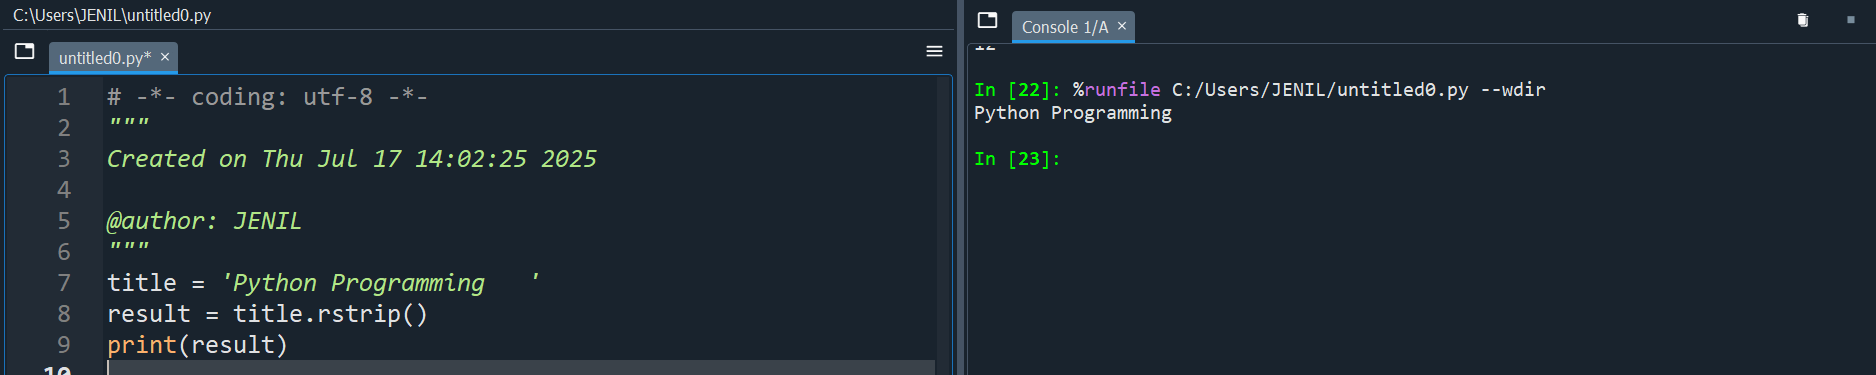 C:\Users\JENIL\untitled0.py
untitled0.py*
1 # -*- coding: utf-8 -*-
2 """
3 Created on Thu Jul 17 14:02:25 2025
4
5 @author: JENIL
6 """
7 title = 'Python Programming   '
8 result = title.rstrip()
9 print(result)
10
Console 1/A
12
In [22]: %runfile C:/Users/JENIL/untitled0.py --wdir
Python Programming
In [23]: